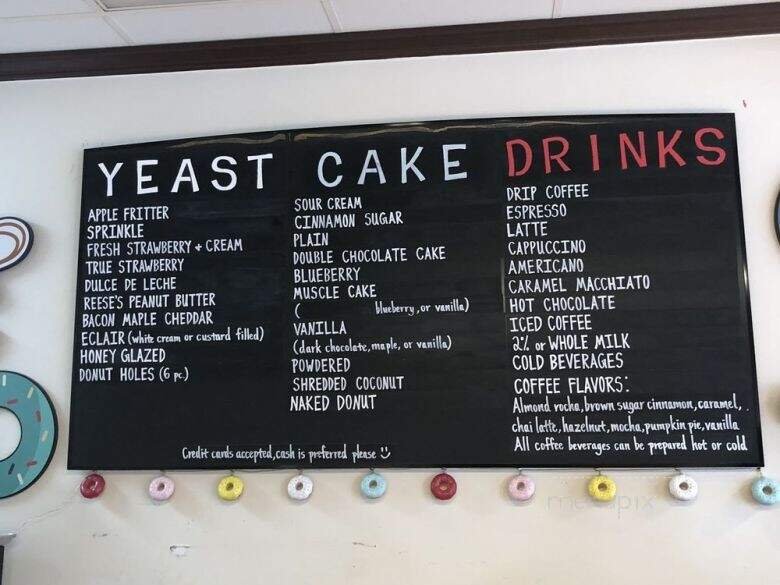 YEAST
APPLE FRITTER
SPRINKLE
FRESH STRAWBERRY + CREAM
TRUE STRAWBERRY
DULCE DE LECHE
REESE'S PEANUT BUTTER
BACON MAPLE CHEDDAR
ECLAIR (white cream or custard filled)
HONEY GLAZED
DONUT HOLES (6 pc.)
CAKE
SOUR CREAM
CINNAMON SUGAR
PLAIN
DOUBLE CHOCOLATE CAKE
BLUEBERRY
MUSCLE CAKE
( blueberry, or vanilla)
VANILLA
(dark chocolate, maple, or vanilla)
POWDERED
SHREDDED COCONUT
NAKED DONUT
DRINKS
DRIP COFFEE
ESPRESSO
LATTE
CAPPUCCINO
AMERICANO
CARAMEL MACCHIATO
HOT CHOCOLATE
ICED COFFEE
2% or WHOLE MILK
COLD BEVERAGES
COFFEE FLAVORS:
Almond rocha, brown sugar cinnamon, caramel,
chai latte, hazelnut, mocha, pumpkin pie, vanilla
All coffee beverages can be prepared hot or cold
Credit cards accepted, cash is preferred please